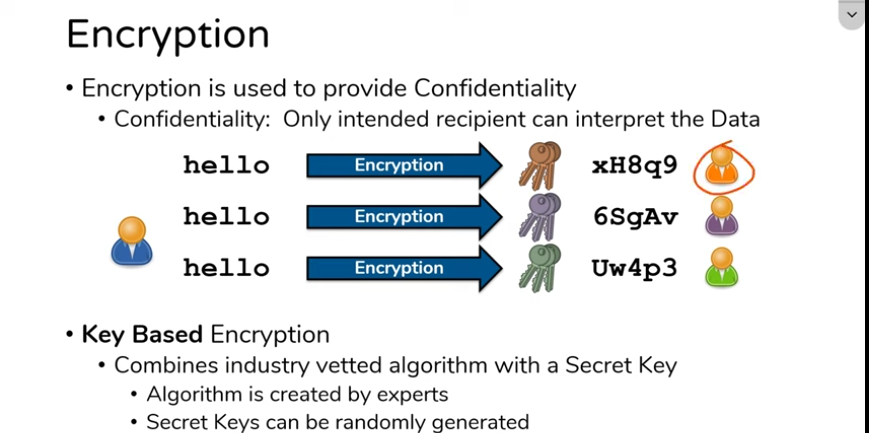 Encryption
• Encryption is used to provide Confidentiality
• Confidentiality: Only intended recipient can interpret the Data
hello Encryption xH8q9
hello Encryption 6SgAv
hello Encryption Uw4p3
• Key Based Encryption
• Combines industry vetted algorithm with a Secret Key
• Algorithm is created by experts
• Secret Keys can be randomly generated